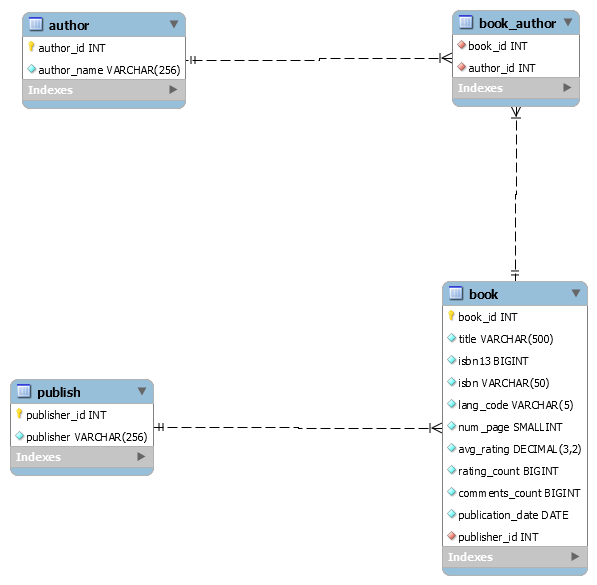 author
author_id INT
author_name VARCHAR(256)
Indexes
book_author
book_id INT
author_id INT
Indexes
publish
publisher_id INT
publisher VARCHAR(256)
Indexes
book
book_id INT
title VARCHAR(500)
isbn13 BIGINT
isbn VARCHAR(50)
lang_code VARCHAR(5)
num_page SMALLINT
avg_rating DECIMAL(3,2)
rating_count BIGINT
comments_count BIGINT
publication_date DATE
publisher_id INT
Indexes